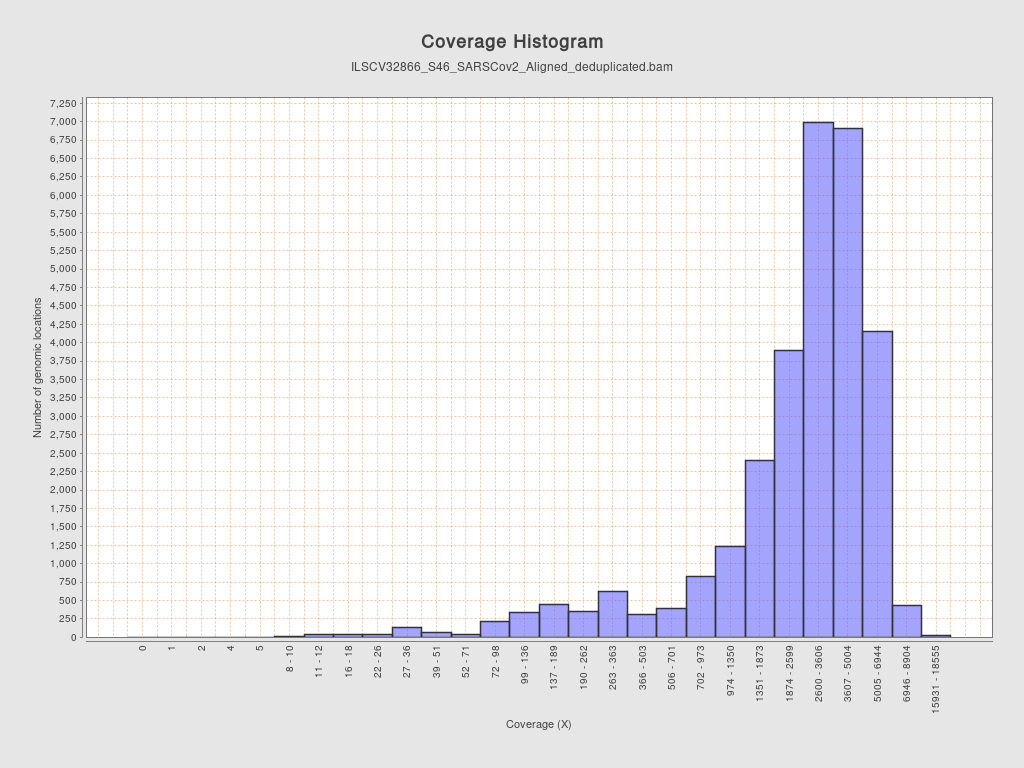 Coverage Histogram
ILSCV32866_S46_SARSCov2_Aligned_deduplicated.bam
Number of genomic locations
7,250
7,000
6,750
6,500
6,250
6,000
5,750
5,500
5,250
5,000
4,750
4,500
4,250
4,000
3,750
3,500
3,250
3,000
2,750
2,500
2,250
2,000
1,750
1,500
1,250
1,000
750
500
250
0
0
1
2
4
5
8 - 10
11 - 12
16 - 18
22 - 26
27 - 36
39 - 51
52 - 71
72 - 98
99 - 136
137 - 189
190 - 262
263 - 363
366 - 503
506 - 701
702 - 973
974 - 1350
1351 - 1873
1874 - 2599
2600 - 3606
3607 - 5004
5005 - 6944
6946 - 8904
15931 - 18555
Coverage (X)